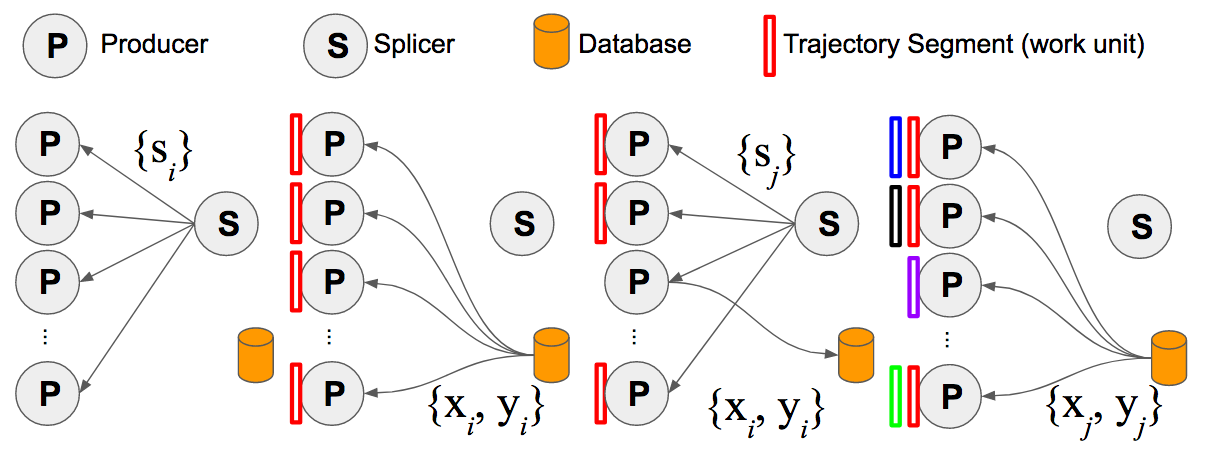 P Producer S Splicer Database Trajectory Segment (work unit)
P P P ⋮ P {s_i} S
P P P ⋮ P S {x_i, y_i}
P P P ⋮ P {s_j} S {x_i, y_i}
P P P ⋮ P S {x_j, y_j}